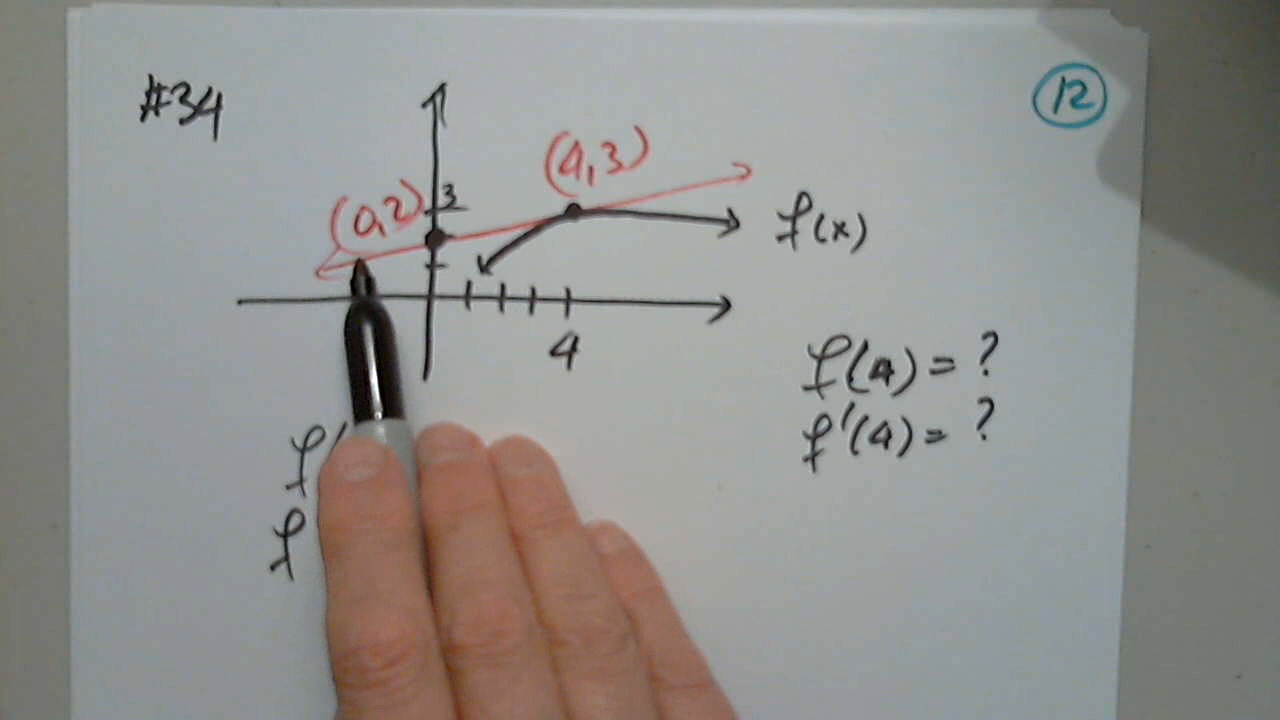 #34
12
(4,3)
(0,2)
3
f(x)
4
f(4) = ?
f'(4) = ?
f'
f